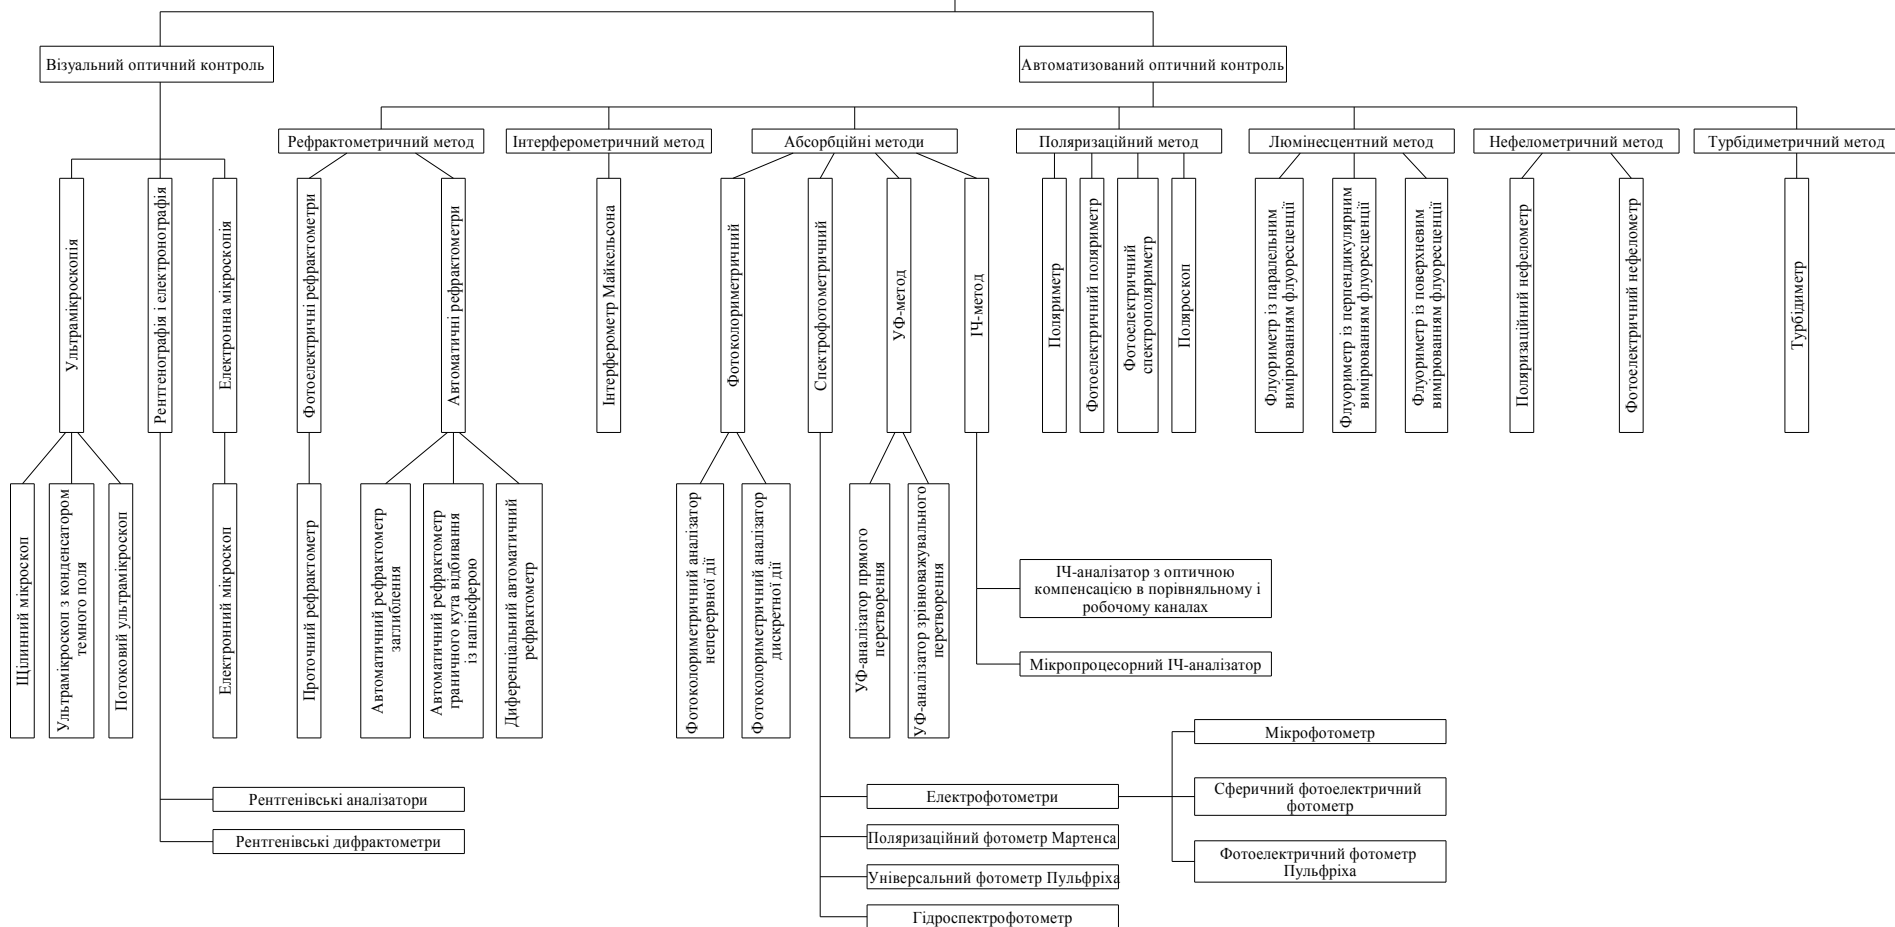 Візуальний оптичний контроль
Автоматизований оптичний контроль
Рефрактометричний метод
Інтерферометричний метод
Абсорбційні методи
Поляризаційний метод
Люмінесцентний метод
Нефелометричний метод
Турбідиметричний метод
Ультрамікроскопія
Рентгенографія і електронографія
Електронна мікроскопія
Фотоелектричні рефрактометри
Автоматичні рефрактометри
Інтерферометр Майкельсона
Фотоколориметричний
Спектрофотометричний
УФ-метод
ІЧ-метод
Поляриметр
Фотоелектричний поляриметр
Фотоелектричний
спектрополяриметр
Поляроскоп
Флуориметр із паралельним
вимірюванням флуоресценції
Флуориметр із перпендикулярним
вимірюванням флуоресценції
Флуориметр із поверхневим
вимірюванням флуоресценції
Поляризаційний нефелометр
Фотоелектричний нефелометр
Турбідиметр
Щілинний мікроскоп
Ультрамікроскоп з конденсатором
темного поля
Потоковий ультрамікроскоп
Електронний мікроскоп
Проточний рефрактометр
Автоматичний рефрактометр
заглиблення
Автоматичний рефрактометр
граничного кута відбивання
із напівсферою
Диференціальний автоматичний
рефрактометр
Фотоколориметричний аналізатор
неперервної дії
Фотоколориметричний аналізатор
дискретної дії
УФ-аналізатор прямого
перетворення
УФ-аналізатор зрівноважувального
перетворення
ІЧ-аналізатор з оптичною
компенсацією в порівняльному і
робочому каналах
Мікропроцесорний ІЧ-аналізатор
Мікрофотометр
Рентгенівські аналізатори
Електрофотометри
Сферичний фотоелектричний
фотометр
Рентгенівські дифрактометри
Поляризаційний фотометр Мартенса
Універсальний фотометр Пульфріха
Фотоелектричний фотометр
Пульфріха
Гідроспектрофотометр